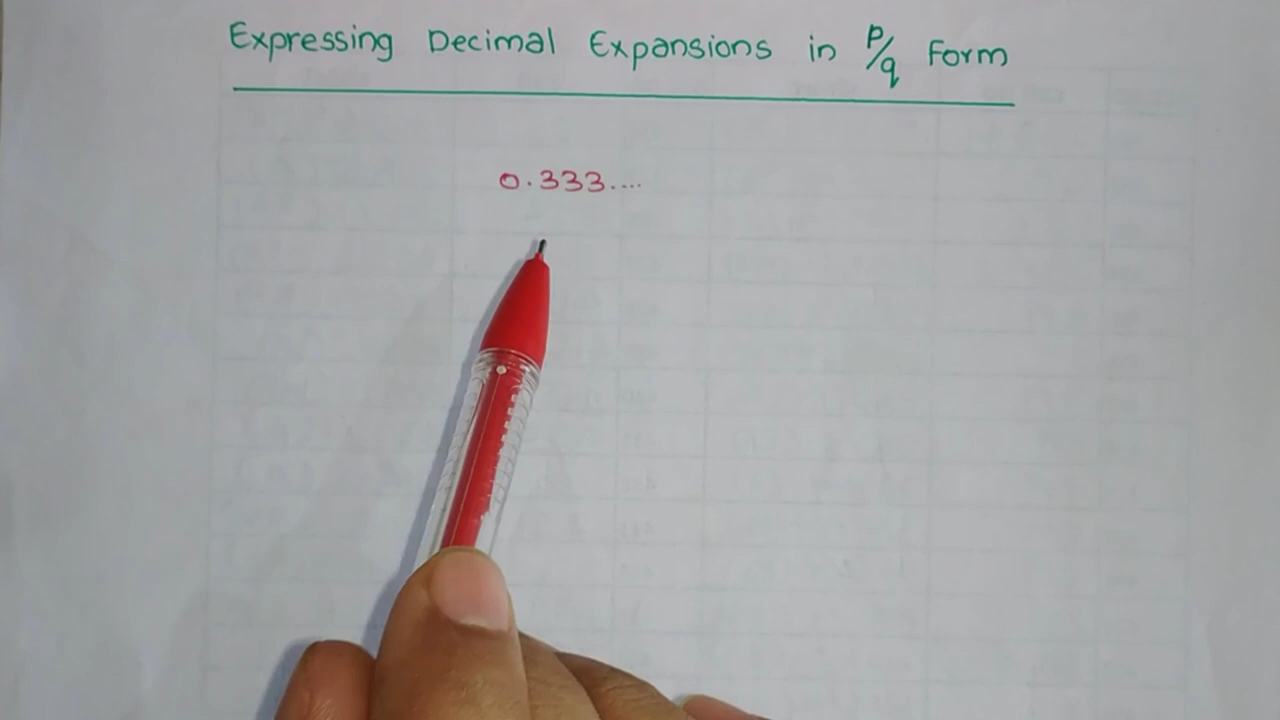 Expressing Decimal Expansions in p/q Form
0.333....